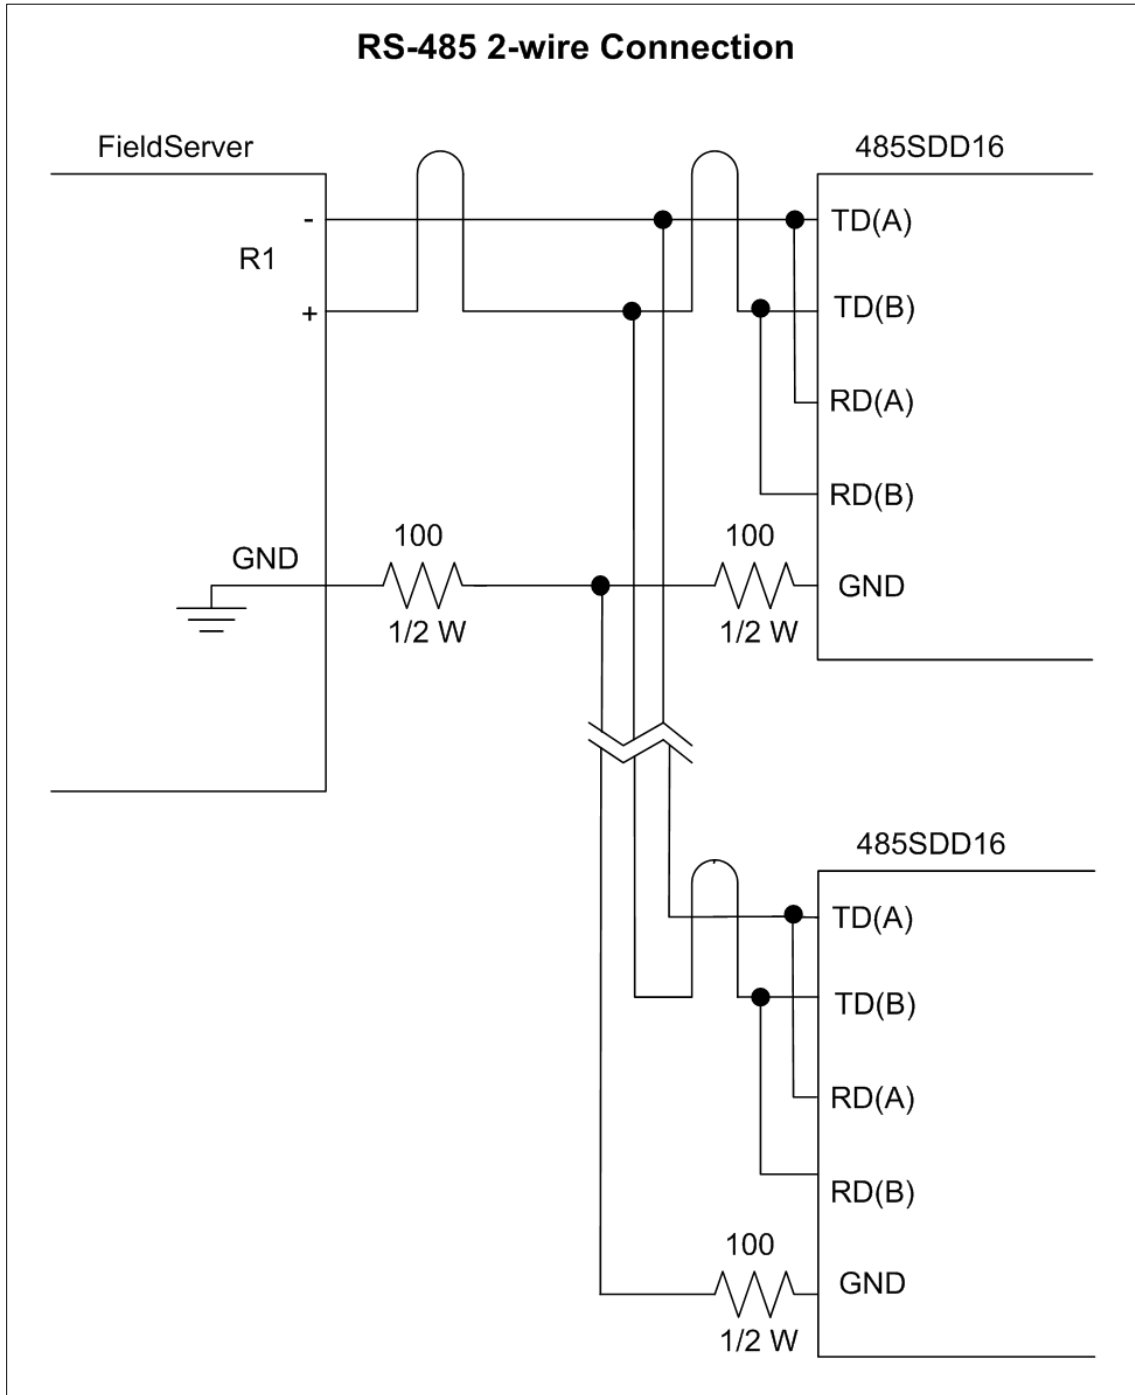 RS-485 2-wire Connection
FieldServer
485SDD16
-
TD(A)
R1
+
TD(B)
RD(A)
RD(B)
100
100
GND
GND
1/2 W
1/2 W
485SDD16
TD(A)
TD(B)
RD(A)
RD(B)
100
GND
1/2 W